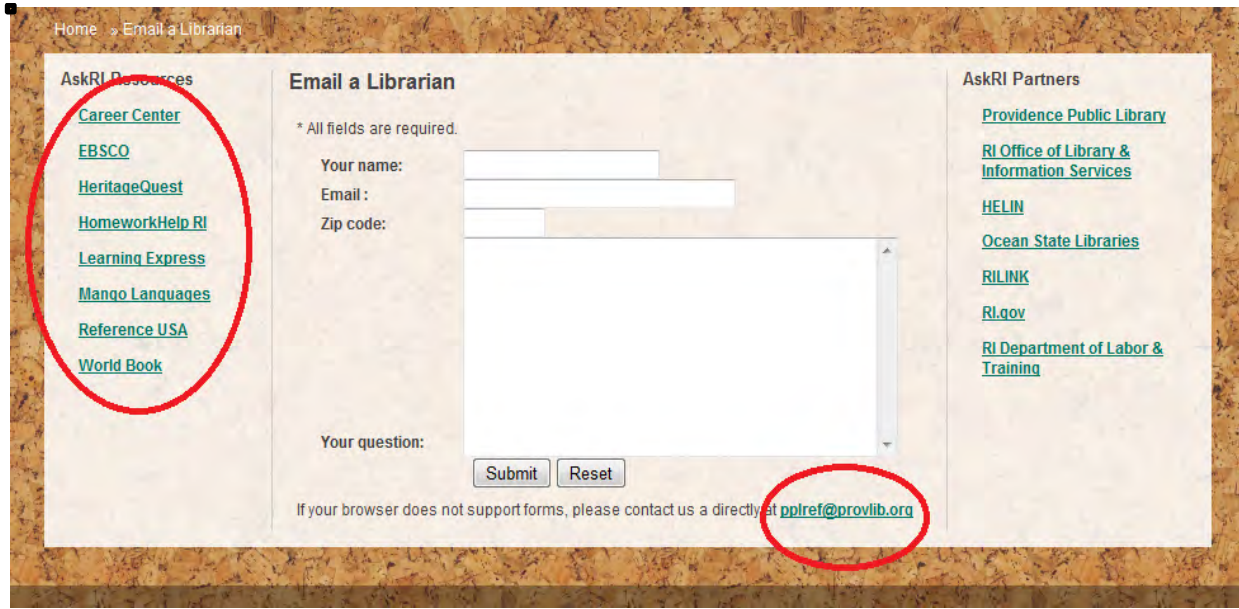 Home » Email a Librarian
AskRI Resources
Career Center
EBSCO
HeritageQuest
HomeworkHelp RI
Learning Express
Mango Languages
Reference USA
World Book
Email a Librarian
* All fields are required.
Your name:
Email :
Zip code:
Your question:
Submit Reset
If your browser does not support forms, please contact us a directly at pplref@provlib.org
AskRI Partners
Providence Public Library
RI Office of Library &
Information Services
HELIN
Ocean State Libraries
RILINK
RI.gov
RI Department of Labor &
Training